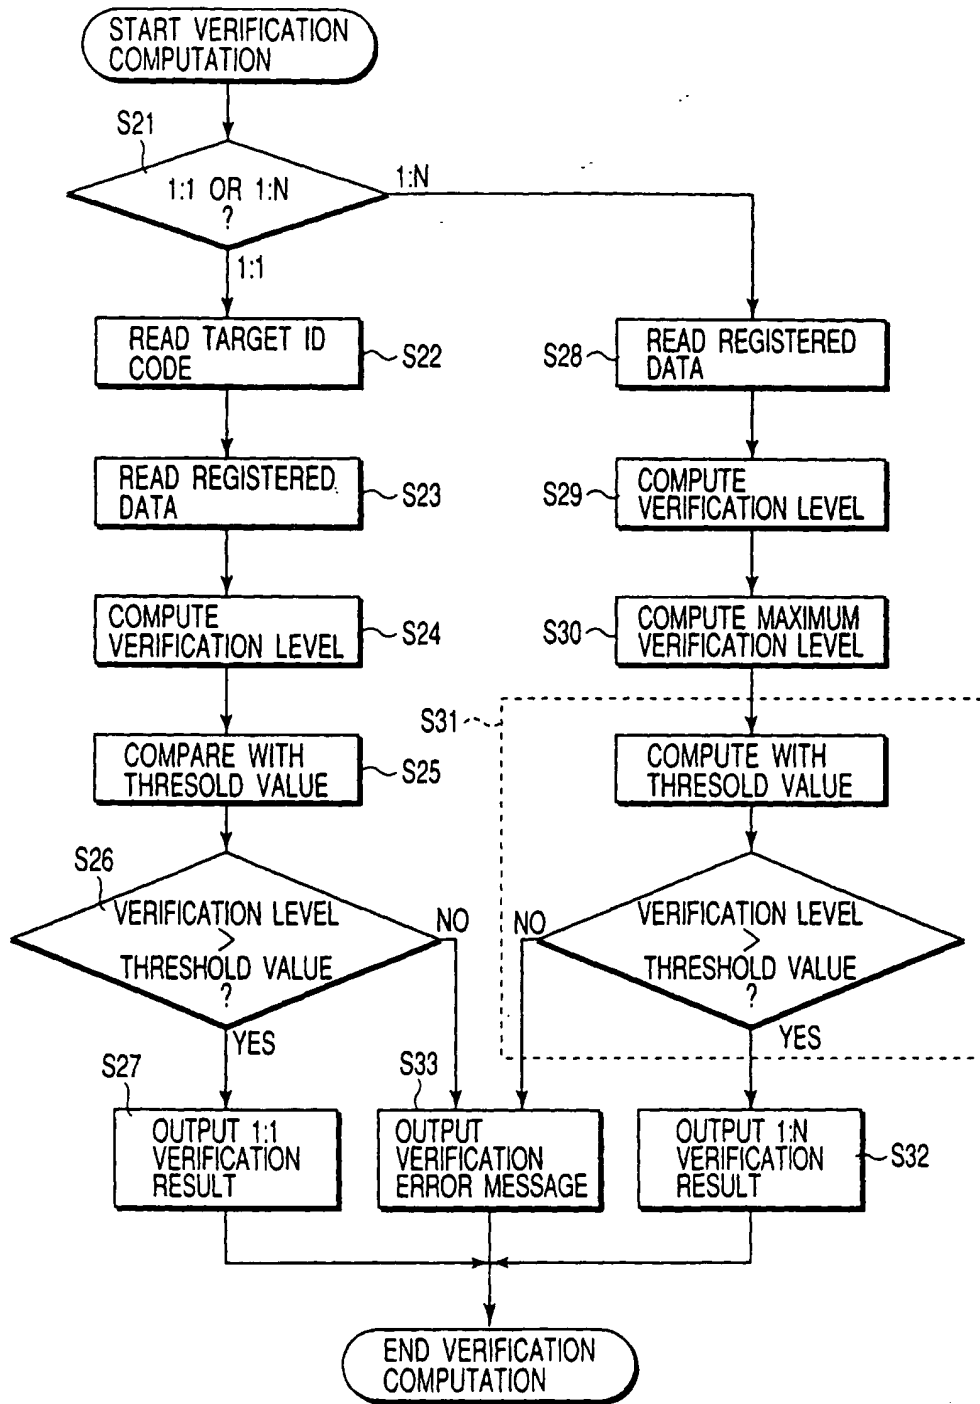 START VERIFICATION
COMPUTATION
S21
1:1 OR 1:N
?
1:N
1:1
READ TARGET ID
CODE
S22
READ REGISTERED
DATA
S23
COMPUTE
VERIFICATION LEVEL
S24
COMPARE WITH
THRESOLD VALUE
S25
S26
VERIFICATION LEVEL
>
THRESHOLD VALUE
?
NO
YES
S27
OUTPUT 1:1
VERIFICATION
RESULT
S28
READ REGISTERED
DATA
S29
COMPUTE
VERIFICATION LEVEL
S30
COMPUTE MAXIMUM
VERIFICATION LEVEL
S31
COMPUTE WITH
THRESOLD VALUE
VERIFICATION LEVEL
>
THRESHOLD VALUE
?
NO
YES
S33
OUTPUT
VERIFICATION
ERROR MESSAGE
OUTPUT 1:N
VERIFICATION
RESULT
S32
END VERIFICATION
COMPUTATION